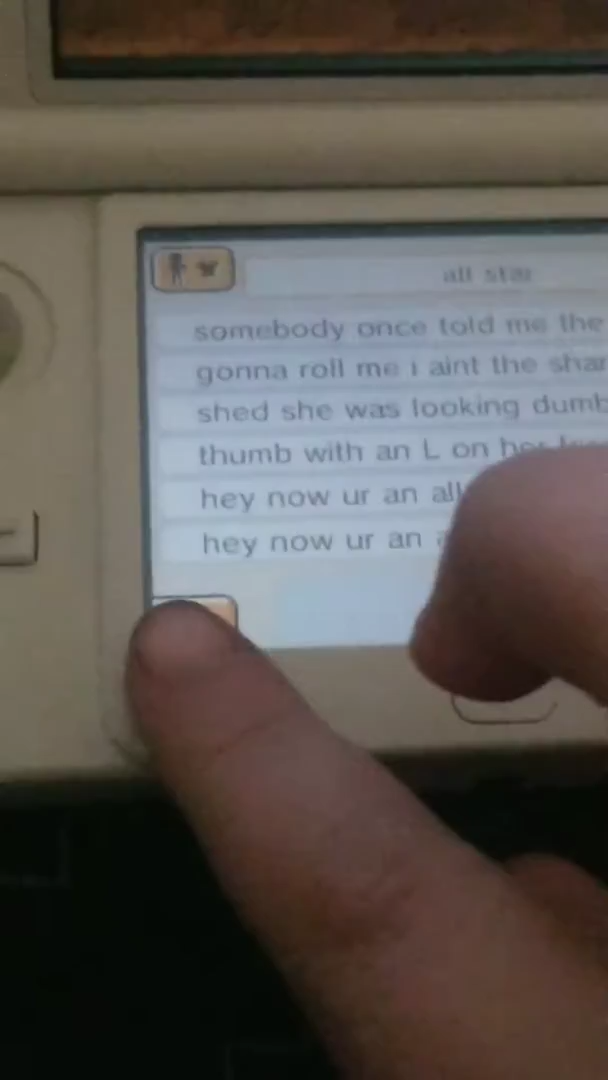 all star
somebody once told me the
gonna roll me i aint the shar
shed she was looking dumb
thumb with an L on her
hey now ur an all
hey now ur an